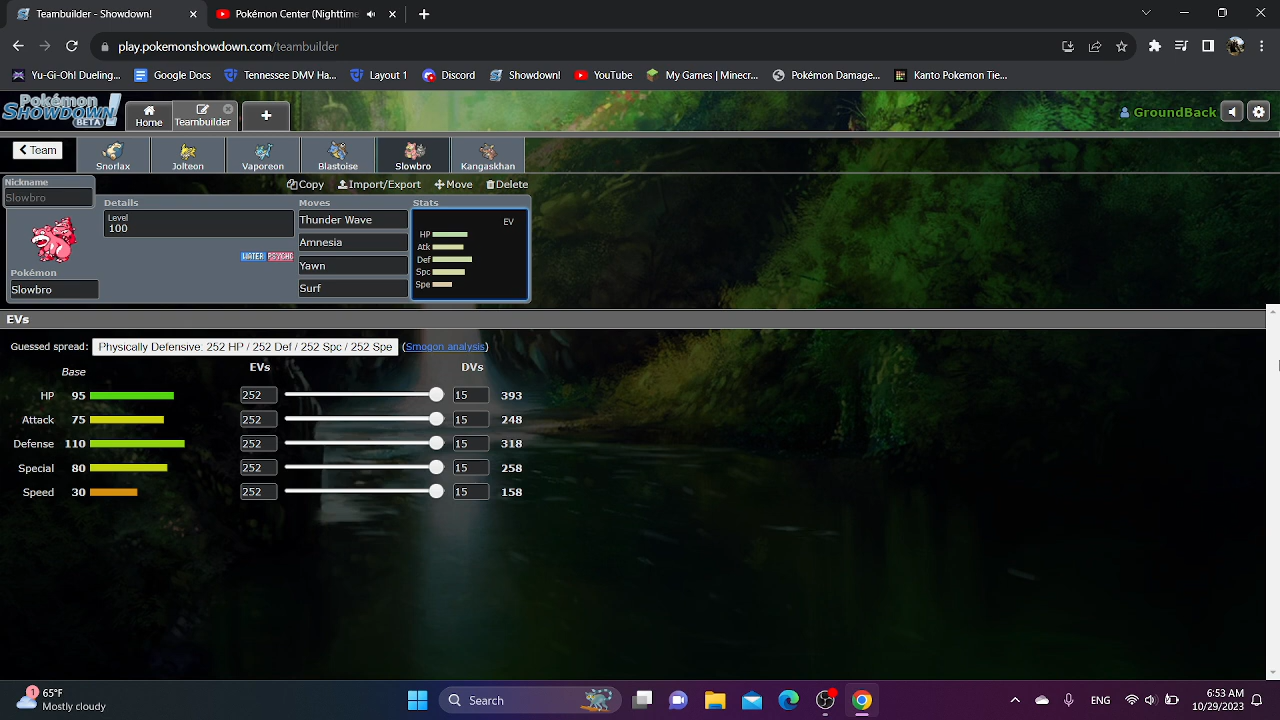 Teambuilder - Showdown!
Pokémon Center (Nighttime
play.pokemonshowdown.com/teambuilder
Yu-Gi-Oh! Dueling...
Google Docs
Tennessee DMV Ha...
Layout 1
Discord
Showdown!
YouTube
My Games | Minecr...
Pokémon Damage...
Kanto Pokemon Tie...
Pokémon
Showdown!
BETA
Home
Teambuilder
GroundBack
Team
Snorlax
Jolteon
Vaporeon
Blastoise
Slowbro
Kangaskhan
Copy
Import/Export
Move
Delete
Nickname
Slowbro
Details
Level
100
WATER
PSYCHC
Pokémon
Slowbro
Moves
Thunder Wave
Amnesia
Yawn
Surf
Stats
EV
HP
Atk
Def
Spc
Spe
EVs
Guessed spread: Physically Defensive: 252 HP / 252 Def / 252 Spc / 252 Spe (Smogon analysis)
Base EVs DVs
HP 95 252 15 393
Attack 75 252 15 248
Defense 110 252 15 318
Special 80 252 15 258
Speed 30 252 15 158
1
65°F
Mostly cloudy
Search
ENG
6:53 AM
10/29/2023